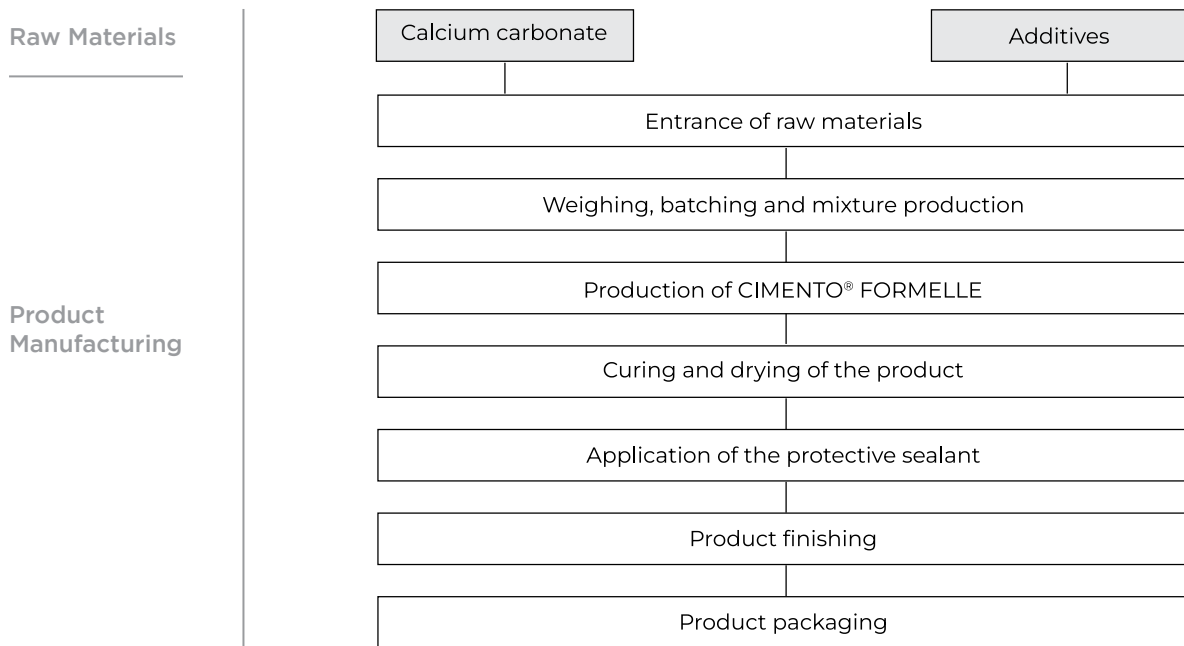 Raw Materials
Calcium carbonate
Additives
Entrance of raw materials
Weighing, batching and mixture production
Production of CIMENTO® FORMELLE
Product
Manufacturing
Curing and drying of the product
Application of the protective sealant
Product finishing
Product packaging